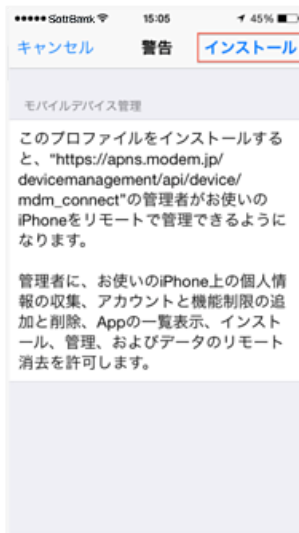 ●●●●● SoftBank 15:05 45%
キャンセル 警告 インストール
モバイルデバイス管理
このプロファイルをインストールする
と、"https://apns.modem.jp/
devicemanagement/api/device/
mdm_connect"の管理者がお使いの
iPhoneをリモートで管理できるように
なります。
管理者に、お使いのiPhone上の個人情
報の収集、アカウントと機能制限の追
加と削除、Appの一覧表示、インスト
ール、管理、およびデータのリモート
消去を許可します。